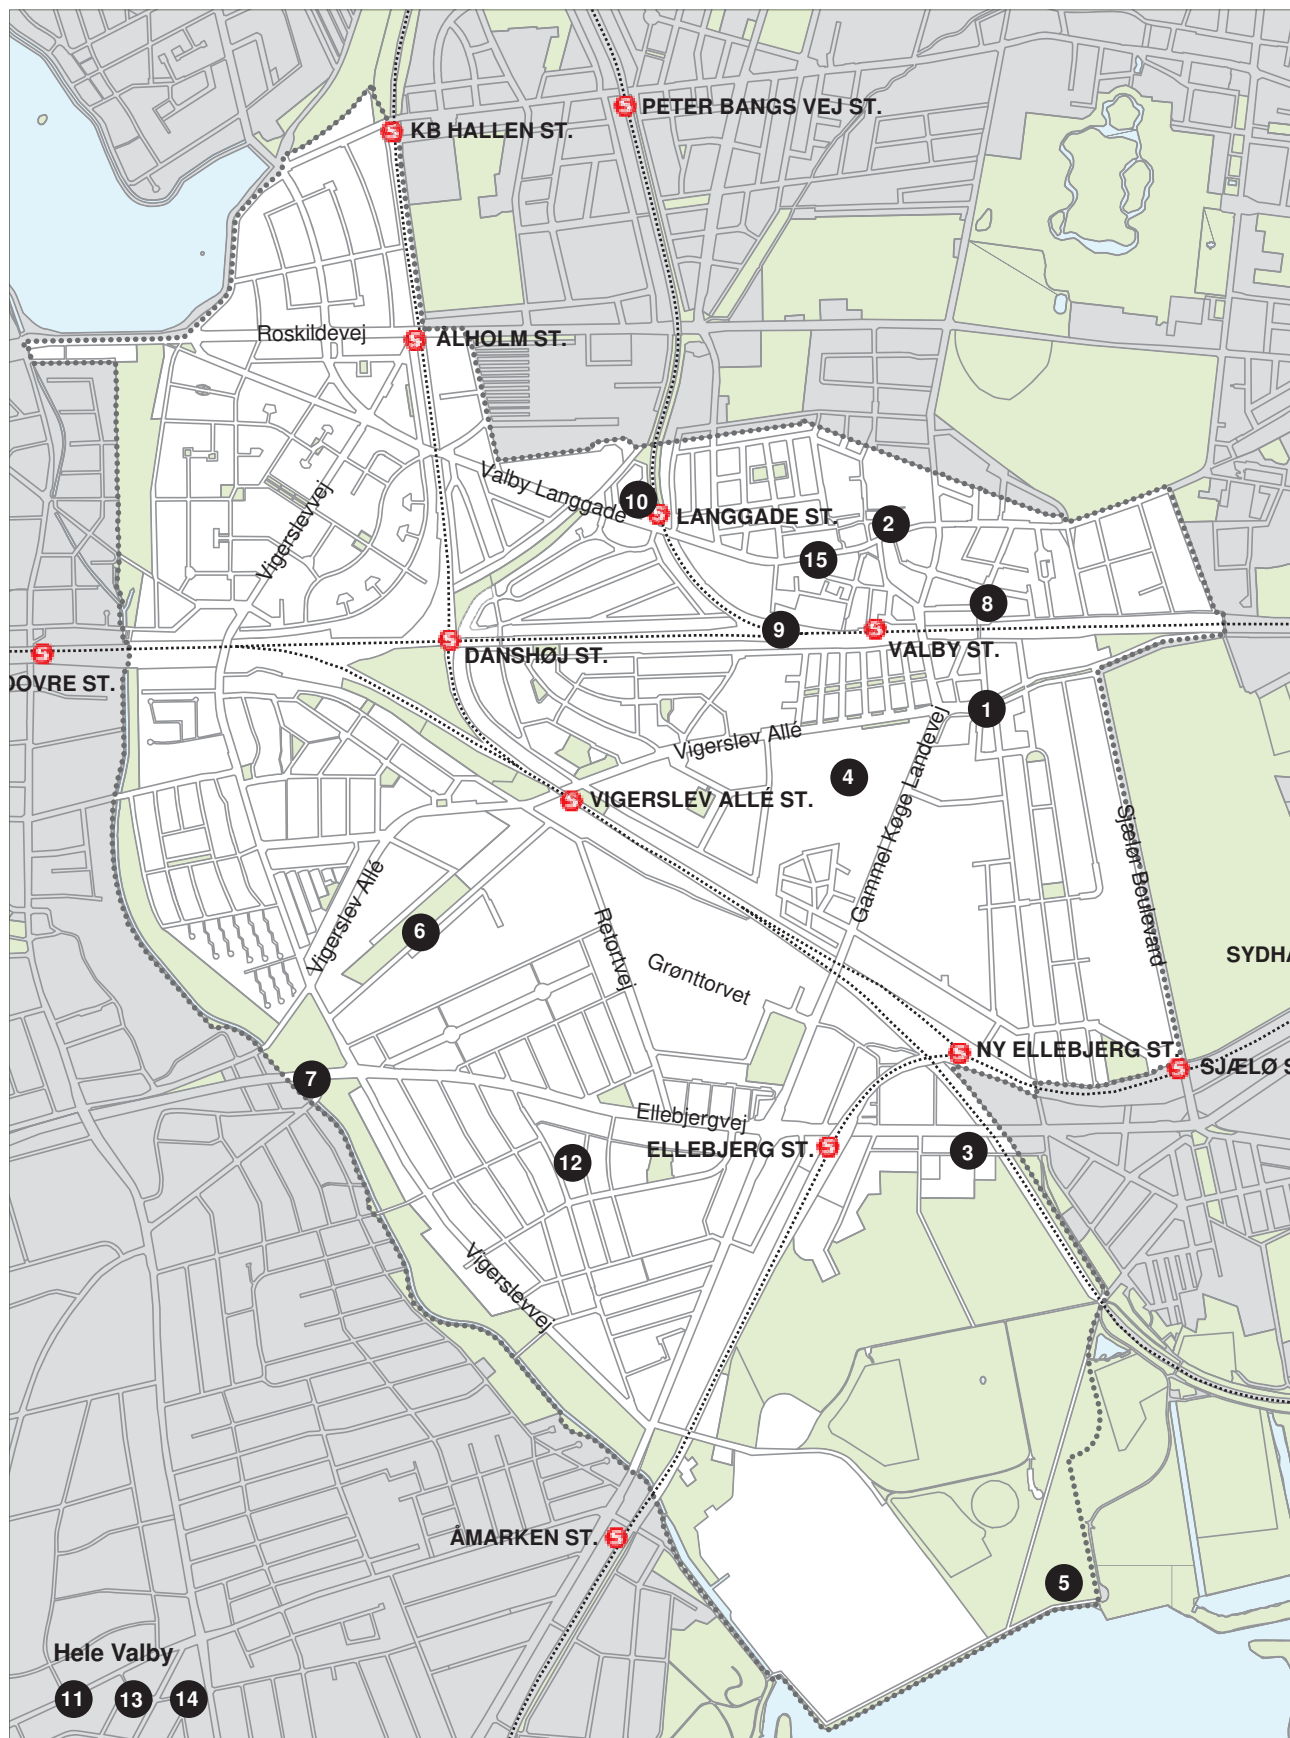 PETER BANGS VEJ ST.
KB HALLEN ST.
Roskildevej
ÅLHOLM ST.
Valby Langgade
10
LANGGADE ST.
2
Vigerslevvej
15
8
9
VALBY ST.
DANSHØJ ST.
DOVRE ST.
1
Vigerslev Allé
4
Gammel Køge Landevej
VIGERSLEV ALLÉ ST.
Sjælør Boulevard
Vigerslev Allé
6
Retortvej
Grønttorvet
SYDHA
NY ELLEBJERG ST.
SJÆLØ S
7
Ellebjergvej
ELLEBJERG ST.
3
12
Vigerslevvej
ÅMARKEN ST.
5
Hele Valby
11 13 14